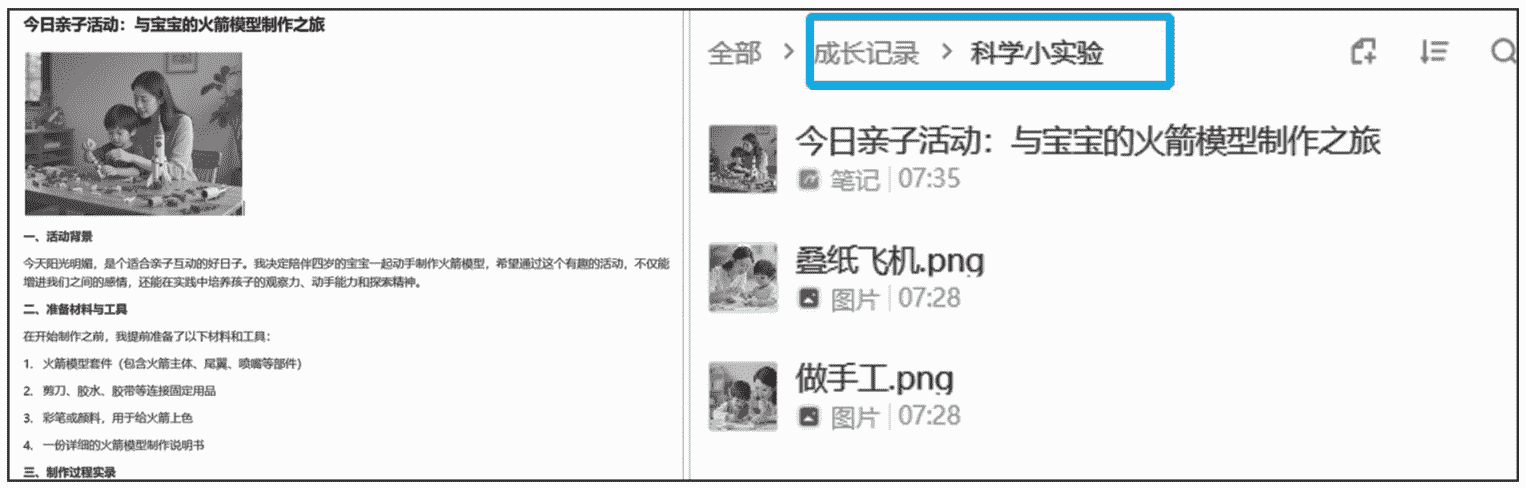 今日亲子活动：与宝宝的火箭模型制作之旅
一、活动背景
今天阳光明媚，是个适合亲子互动的好日子。我决定陪伴四岁的宝宝一起动手制作火箭模型，希望通过这个有趣的活动，不仅能
增进我们之间的感情，还能在实践中培养孩子的观察力、动手能力和探索精神。
二、准备材料与工具
在开始制作之前，我提前准备了以下材料和工具：
1. 火箭模型套件（包含火箭主体、尾翼、喷嘴等部件）
2. 剪刀、胶水、胶带等连接固定用品
3. 彩笔或颜料，用于给火箭上色
4. 一份详细的火箭模型制作说明书
三、制作过程实录
全部 > 成长记录 > 科学小实验
今日亲子活动：与宝宝的火箭模型制作之旅
笔记 | 07:35
叠纸飞机.png
图片 | 07:28
做手工.png
图片 | 07:28